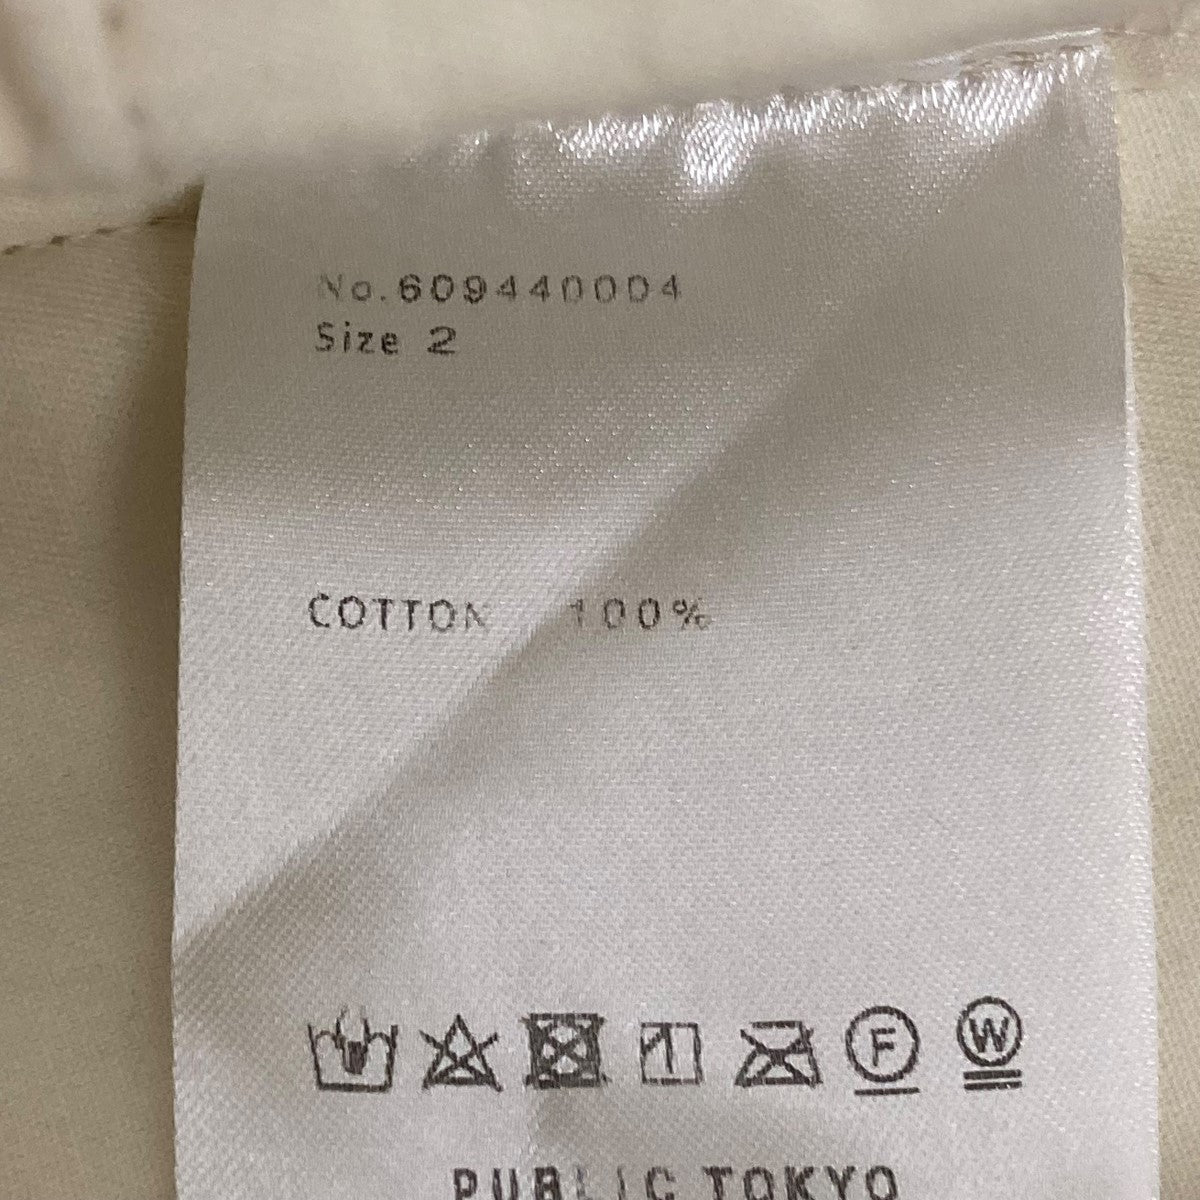 No.609440004
Size 2
COTTON 100%
F W
PUBLIC TOKYO